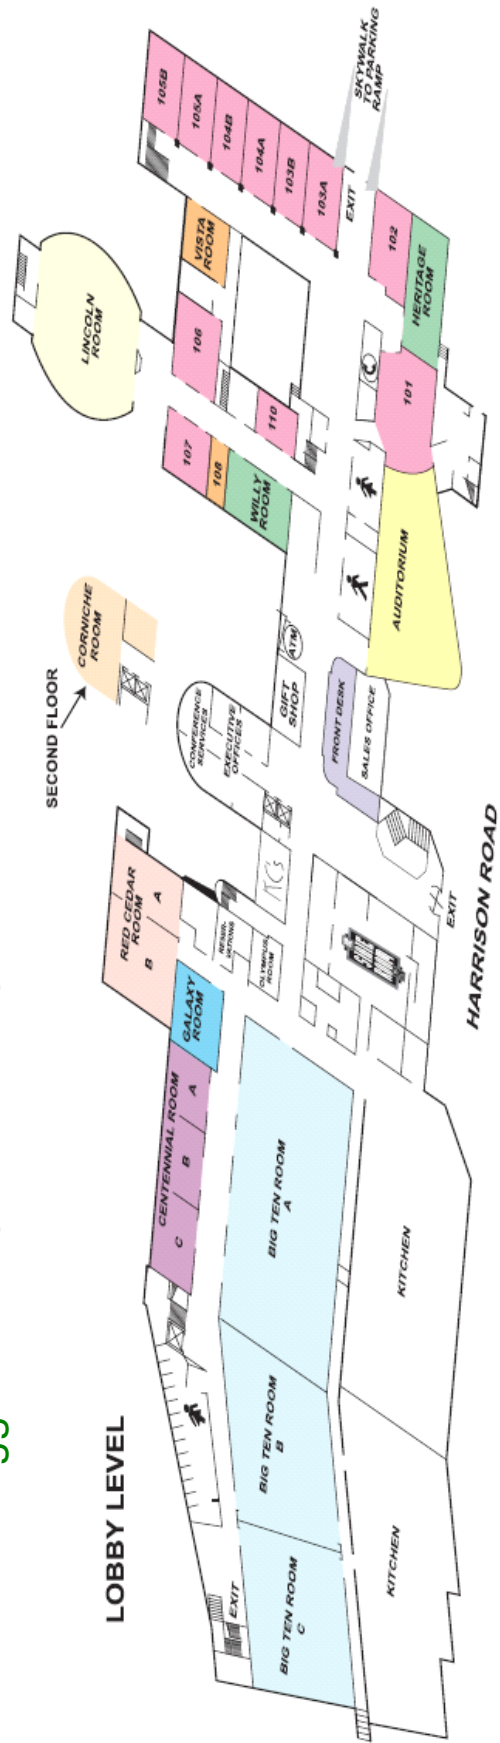 LOBBY LEVEL
SECOND FLOOR
CORNICHE
ROOM
LINCOLN
ROOM
VISTA
ROOM
105B
105A
104B
104A
103B
103A
SKYWALK
TO PARKING
RAMP
EXIT
102
HERITAGE
ROOM
101
106
110
107
108
WILLY
ROOM
AUDITORIUM
ATM
GIFT
SHOP
FRONT DESK
SALES OFFICE
CONFERENCE
SERVICES
EXECUTIVE
OFFICES
RED CEDAR
ROOM
A
B
GALAXY
ROOM
RESER-
VATIONS
OLYMPUS
ROOM
EXIT
HARRISON ROAD
CENTENNIAL ROOM
A
B
C
BIG TEN ROOM
A
BIG TEN ROOM
B
BIG TEN ROOM
C
KITCHEN
KITCHEN
EXIT